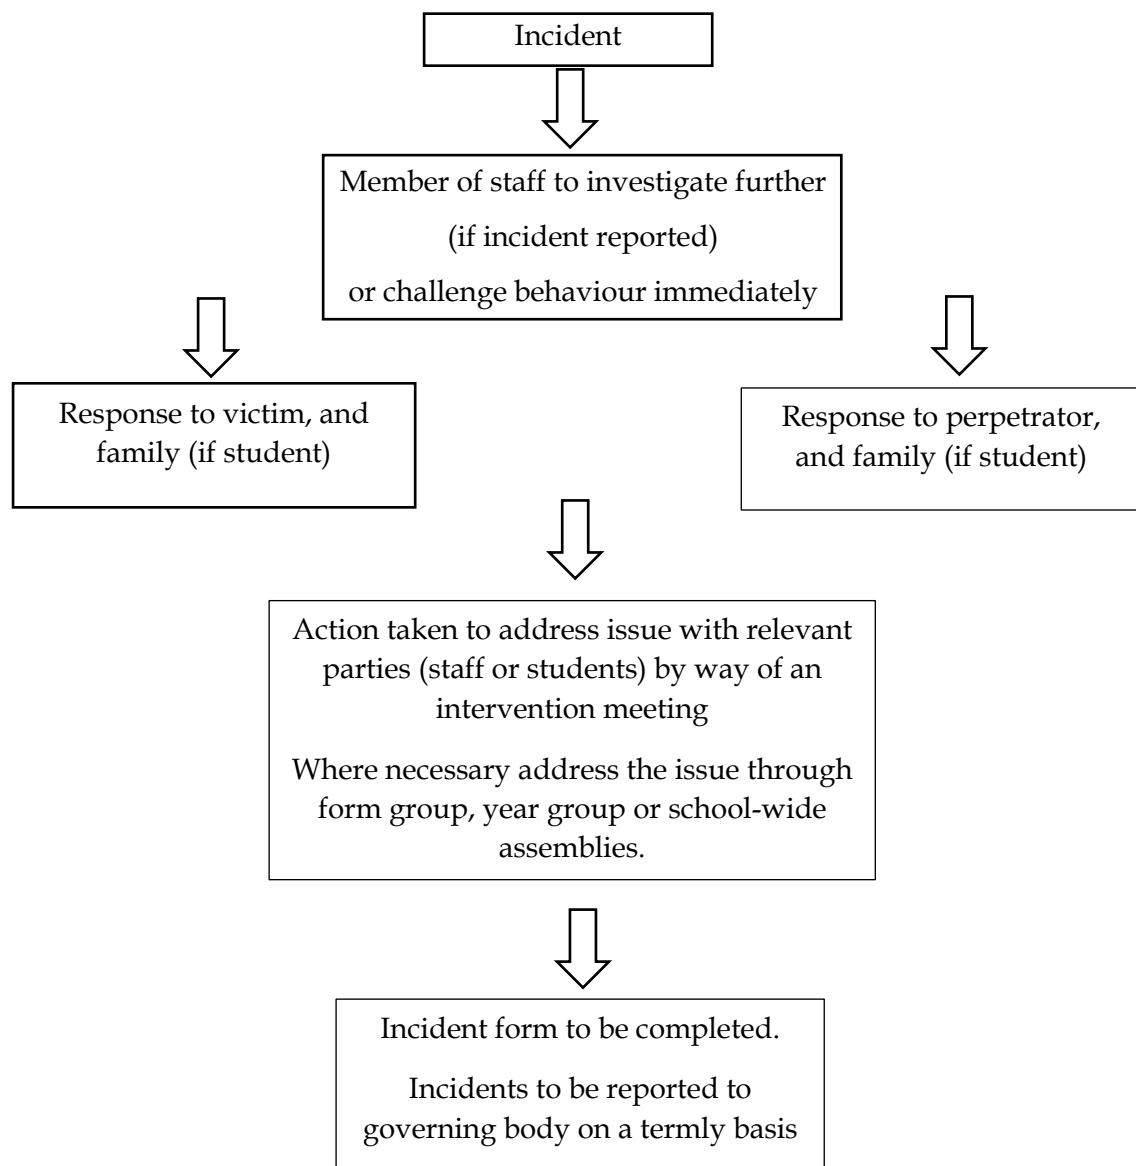 Incident
Member of staff to investigate further
(if incident reported)
or challenge behaviour immediately
Response to victim, and
family (if student)
Response to perpetrator,
and family (if student)
Action taken to address issue with relevant
parties (staff or students) by way of an
intervention meeting
Where necessary address the issue through
form group, year group or school-wide
assemblies.
Incident form to be completed.
Incidents to be reported to
governing body on a termly basis